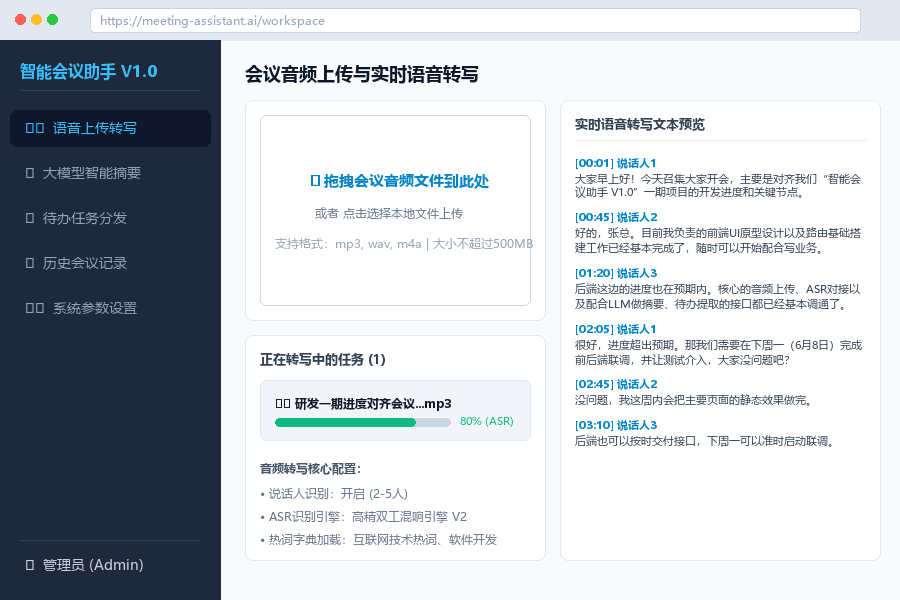 https://meeting-assistant.ai/workspace
智能会议助手 V1.0
语音上传转写
大模型智能摘要
待办任务分发
历史会议记录
系统参数设置
管理员 (Admin)
会议音频上传与实时语音转写
拖拽会议音频文件到此处
或者 点击选择本地文件上传
支持格式：mp3, wav, m4a | 大小不超过500MB
正在转写中的任务 (1)
研发一期进度对齐会议...mp3
80% (ASR)
音频转写核心配置：
• 说话人识别：开启 (2-5人)
• ASR识别引擎：高精双工混响引擎 V2
• 热词字典加载：互联网技术热词、软件开发
实时语音转写文本预览
[00:01] 说话人1
大家早上好！今天召集大家开会，主要是对齐我们“智能会
议助手 V1.0”一期项目的开发进度和关键节点。
[00:45] 说话人2
好的，张总。目前我负责的前端UI原型设计以及路由基础搭
建工作已经基本完成了，随时可以开始配合写业务。
[01:20] 说话人3
后端这边的进度也在预期内。核心的音频上传、ASR对接以
及配合LLM做摘要、待办提取的接口都已经基本调通了。
[02:05] 说话人1
很好，进度超出预期。那我们需要在下周一（6月8日）完成
前后端联调，并让测试介入，大家没问题吧？
[02:45] 说话人2
没问题，我这周内会把主要页面的静态效果做完。
[03:10] 说话人3
后端也可以按时交付接口，下周一可以准时启动联调。